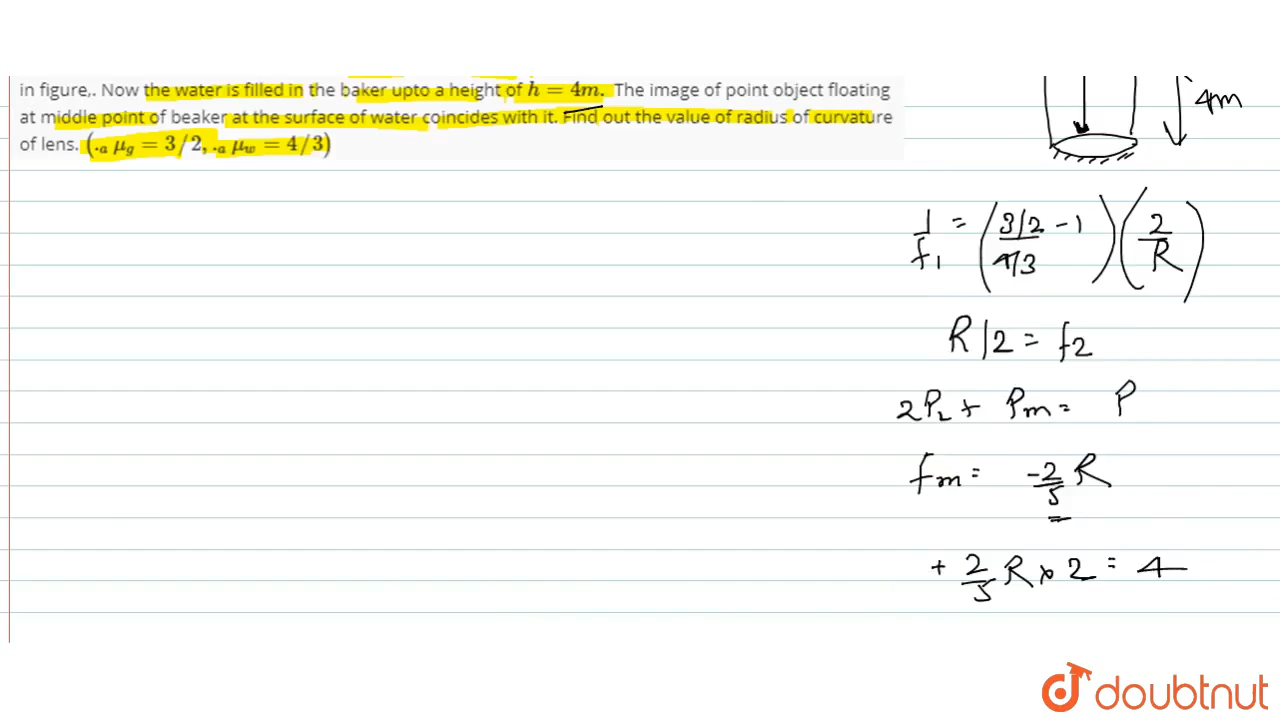 in figure,. Now the water is filled in the baker upto a height of h = 4m. The image of point object floating
at middle point of beaker at the surface of water coincides with it. Find out the value of radius of curvature
of lens. (.ₐ μ_g = 3/2, .ₐ μ_w = 4/3)
4m
1/f₁ = ((3/2)/(4/3) - 1) (2/R)
R/2 = f₂
2P₂ + Pm = P
fm = -2/5 R
+ 2/5 R x 2 = 4
doubtnut